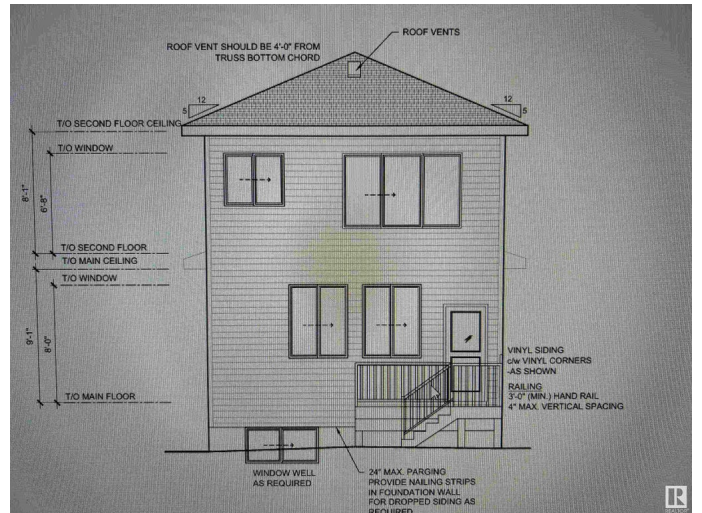 ROOF VENTS
ROOF VENT SHOULD BE 4'-0" FROM
TRUSS BOTTOM CHORD
12
5
12
5
T/O SECOND FLOOR CEILING
T/O WINDOW
8'-1"
6'-8"
T/O SECOND FLOOR
T/O MAIN CEILING
T/O WINDOW
9'-1"
8'-0"
T/O MAIN FLOOR
VINYL SIDING
c/w VINYL CORNERS
-AS SHOWN
RAILING
3'-0" (MIN.) HAND RAIL
4" MAX. VERTICAL SPACING
WINDOW WELL
AS REQUIRED
24" MAX. PARGING
PROVIDE NAILING STRIPS
IN FOUNDATION WALL
FOR DROPPED SIDING AS
REQUIRED
R